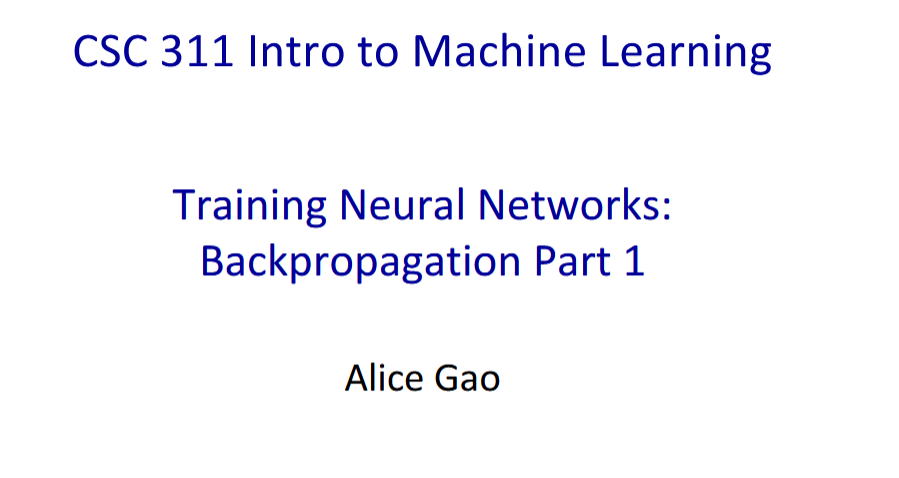 CSC 311 Intro to Machine Learning
Training Neural Networks:
Backpropagation Part 1
Alice Gao